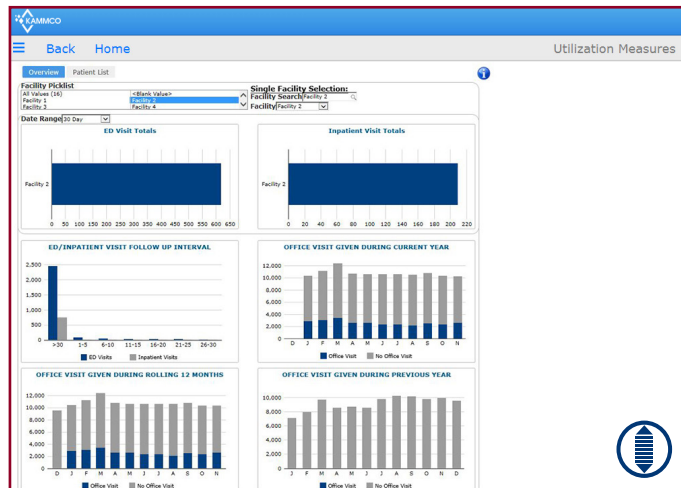 KAMMCO
Back Home Utilization Measures
Overview Patient List
Facility Picklist
All Values (16) <Blank Value>
Facility 1 Facility 2
Facility 3 Facility 4
Single Facility Selection:
Facility Search Facility 2
Facility Facility 2
Date Range 30 Day
ED Visit Totals
Facility 2
0 50 100 150 200 250 300 350 400 450 500 550 600 650
Inpatient Visit Totals
Facility 2
0 20 40 60 80 100 120 140 160 180 200 220
ED/INPATIENT VISIT FOLLOW UP INTERVAL
2,500
2,000
1,500
1,000
500
0
>30 1-5 6-10 11-15 16-20 21-25 26-30
ED Visits Inpatient Visits
OFFICE VISIT GIVEN DURING CURRENT YEAR
12,000
10,000
8,000
6,000
4,000
2,000
0
D J F M A M J J A S O N
Office Visit No Office Visit
OFFICE VISIT GIVEN DURING ROLLING 12 MONTHS
12,000
10,000
8,000
6,000
4,000
2,000
0
D J F M A M J J A S O N
Office Visit No Office Visit
OFFICE VISIT GIVEN DURING PREVIOUS YEAR
10,000
8,000
6,000
4,000
2,000
0
J F M A M J J A S O N D
Office Visit No Office Visit